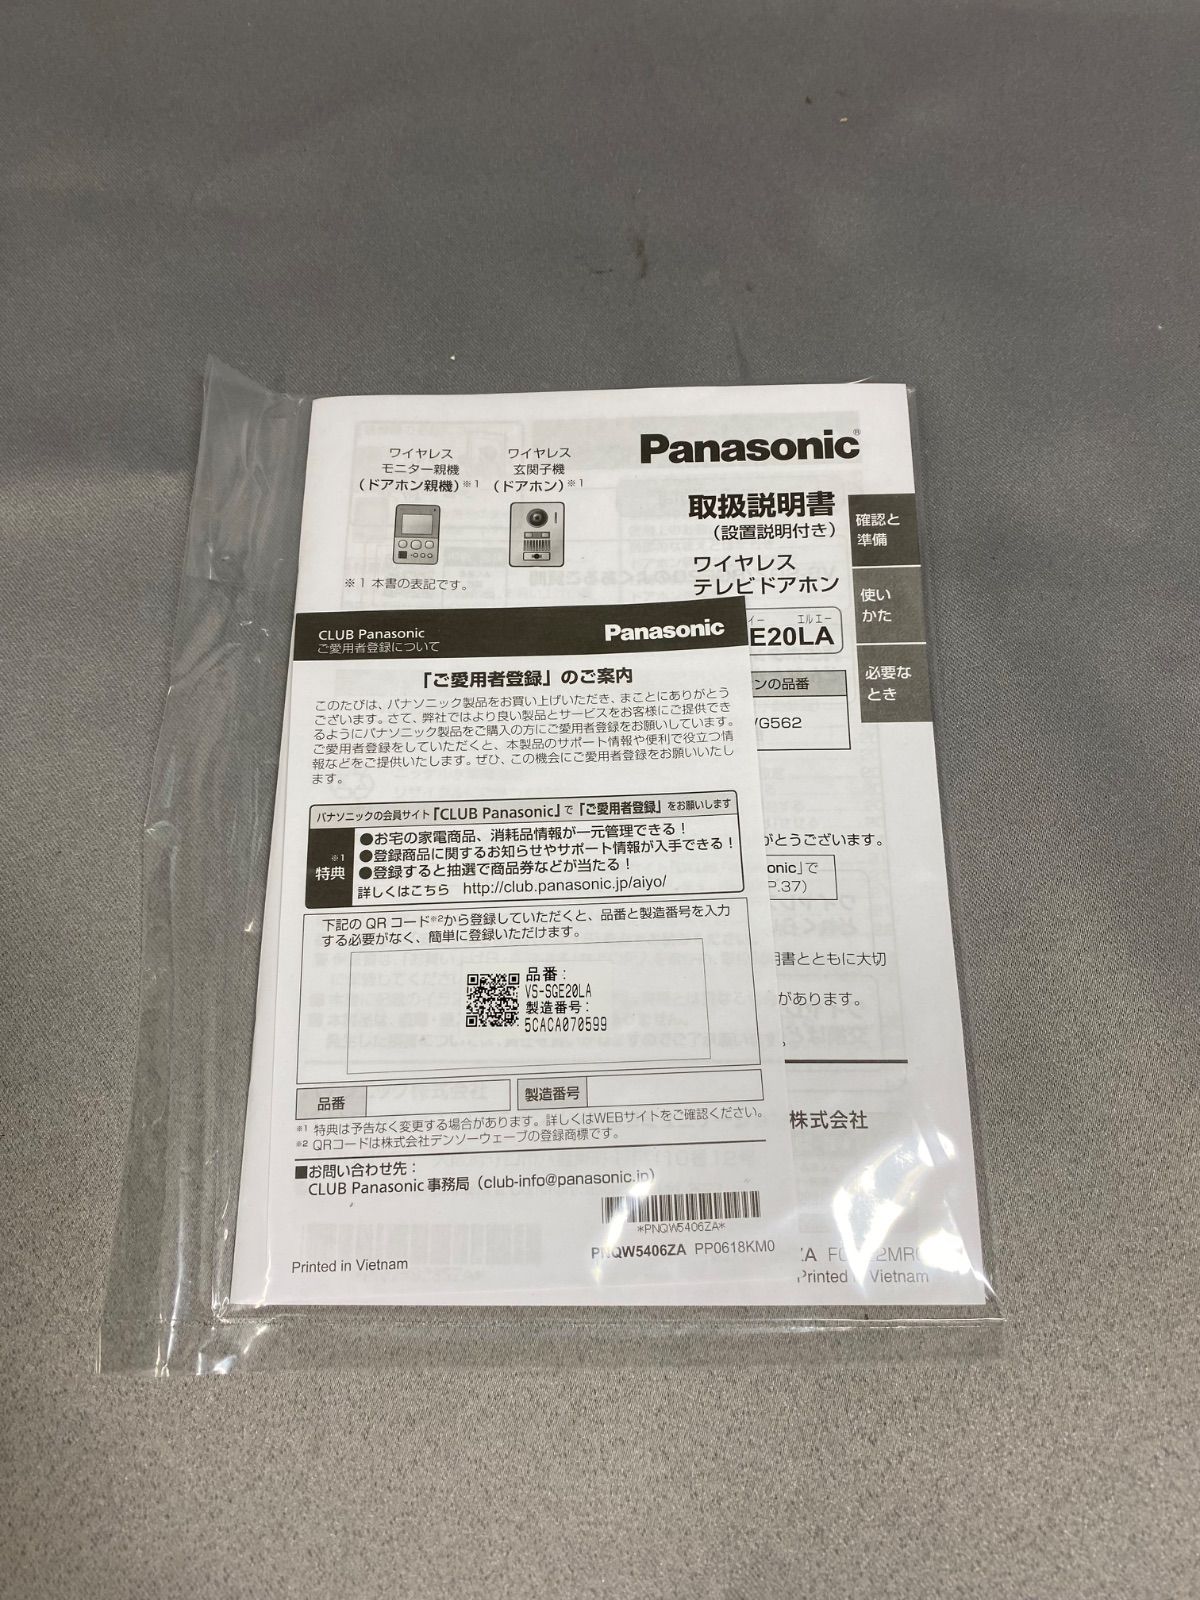 ワイヤレス
モニター親機
(ドアホン親機)※1
ワイヤレス
玄関子機
(ドアホン)※1
※1 本書の表記です。
Panasonic®
取扱説明書
(設置説明付き)
ワイヤレス
テレビドアホン
イー エルエー
E20LA
ンの品番
VG562
確認と
準備
使い
かた
必要な
とき
がとうございます。
onic」で
P.37)
明書とともに大切
があります。
株式会社
Printed in Vietnam
CLUB Panasonic
ご愛用者登録について
Panasonic
「ご愛用者登録」のご案内
このたびは、パナソニック製品をお買い上げいただき、まことにありがとう
ございます。さて、弊社ではより良い製品とサービスをお客様にご提供でき
るようにパナソニック製品をご購入の方にご愛用者登録をお願いしています。
ご愛用者登録をしていただくと、本製品のサポート情報や便利で役立つ情
報などをご提供いたします。ぜひ、この機会にご愛用者登録をお願いいたし
ます。
パナソニックの会員サイト「CLUB Panasonic」で「ご愛用者登録」をお願いします
※1
特典
●お宅の家電商品、消耗品情報が一元管理できる！
●登録商品に関するお知らせやサポート情報が入手できる！
●登録すると抽選で商品券などが当たる！
詳しくはこちら http://club.panasonic.jp/aiyo/
下記の QR コード※2から登録していただくと、品番と製造番号を入力
する必要がなく、簡単に登録いただけます。
品番:
VS-SGE20LA
製造番号:
5CACA070599
品番
製造番号
※1 特典は予告なく変更する場合があります。詳しくはWEBサイトをご確認ください。
※2 QRコードは株式会社デンソーウェーブの登録商標です。
■お問い合わせ先：
CLUB Panasonic 事務局 (club-info@panasonic.jp)
*PNQW5406ZA*
PNQW5406ZA PP0618KM0
Printed in Vietnam